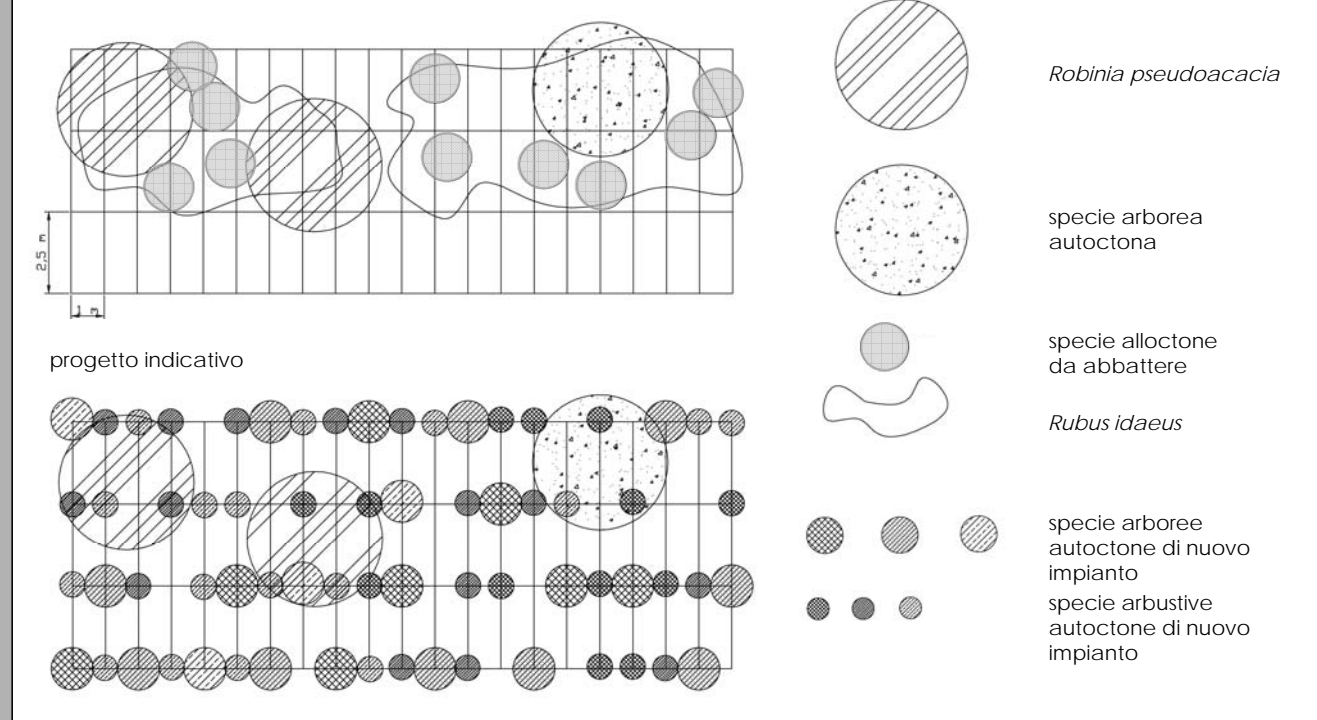 Robinia pseudoacacia
specie arborea
autoctona
2,5 m
1 m
specie alloctone
da abbattere
progetto indicativo
Rubus idaeus
specie arboree
autoctone di nuovo
impianto
specie arbustive
autoctone di nuovo
impianto